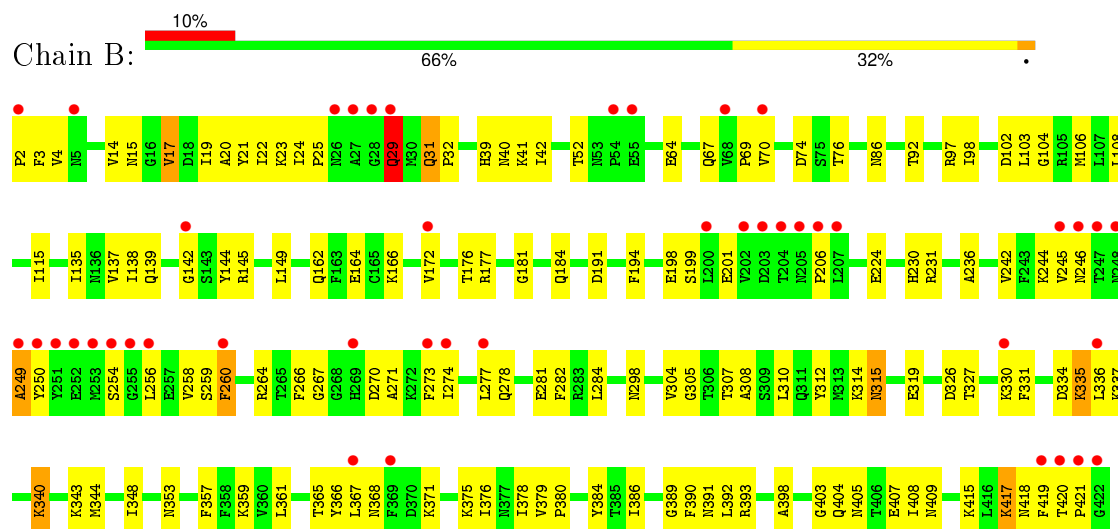 10%
Chain B:
66% 32% •
P2 F3 V4 N5 V14 N15 G16 V17 D18 I19 A20 Y21 I22 K23 I24 P25 N26 A27 G28 Q29 M30 Q31 P32 H39 N40 K41 I42 T52 N53 P54 E55 E64 Q67 V68 P69 V70 D74 S75 T76 N86 T92 R97 I98 D102 L103 G104 R105 M106 L107 L108
I115 I135 N136 V137 I138 Q139 G142 S143 Y144 R145 L149 Q162 F163 E164 G165 K166 V172 T176 R177 G181 Q184 D191 F194 E198 S199 L200 E201 V202 D203 T204 N205 P206 L207 E224 H230 R231 A236 V242 F243 K244 V245 N246 T247 N248
A249 Y250 Y251 E252 M253 S254 G255 L256 E257 V258 S259 F260 R264 T265 F266 G267 G268 H269 D270 A271 K272 F273 I274 L277 Q278 E281 F282 R283 L284 N298 V304 G305 T306 T307 A308 S309 L310 Q311 Y312 M313 K314 N315 E319 D326 T327 K330 F331 D334 K335 L336 K337
K340 K343 M344 I348 N353 F357 F358 K359 V360 L361 T365 Y366 L367 N368 F369 D370 K371 K375 I376 N377 I378 V379 P380 Y384 T385 I386 G389 F390 N391 L392 R393 A398 G403 Q404 N405 T406 E407 I408 N409 K415 L416 K417 N418 F419 T420 P421 G422